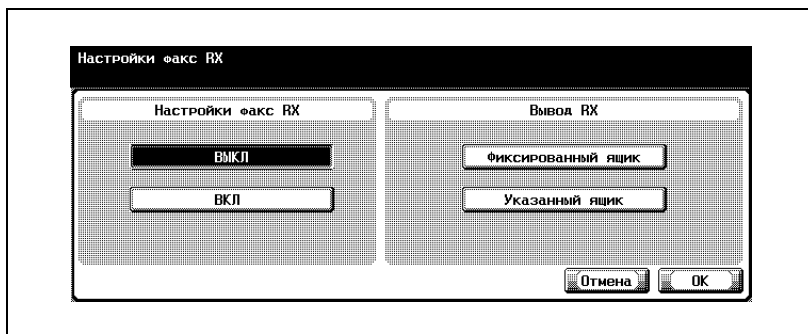 Настройки факс RX
Настройки факс RX
Вывод RX
ВЫКЛ
Фиксированный ящик
ВКЛ
Указанный ящик
Отмена
OK